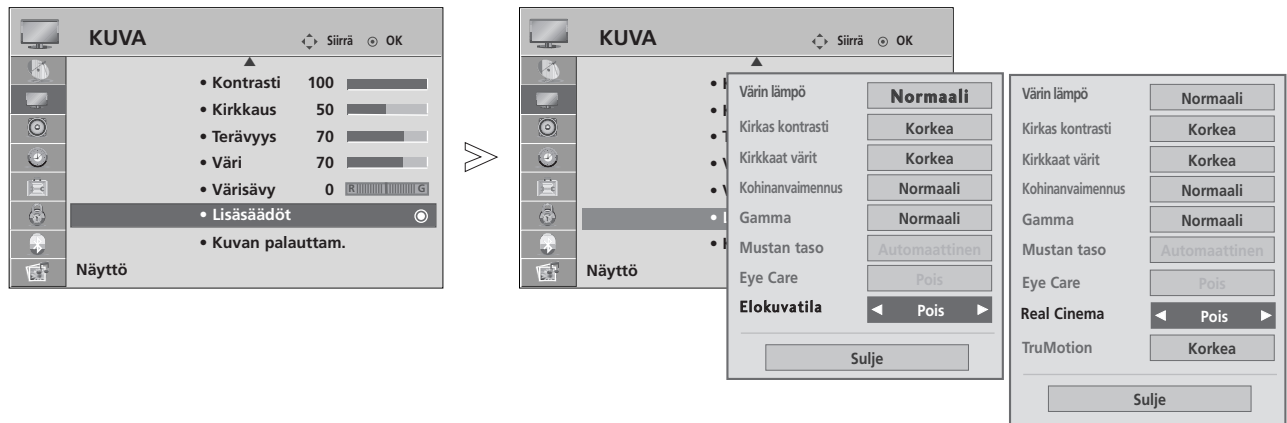 KUVA Siirrä OK
• Kontrasti 100
• Kirkkaus 50
• Terävyys 70
• Väri 70
• Värisävy 0 R G
• Lisäsäädöt
• Kuvan palauttam.
Näyttö
KUVA Siirrä OK
Näyttö
Värin lämpö Normaali
Kirkas kontrasti Korkea
Kirkkaat värit Korkea
Kohinanvaimennus Normaali
Gamma Normaali
Mustan taso Automaattinen
Eye Care Pois
Elokuvatila ◀ Pois ▶
Sulje
Värin lämpö Normaali
Kirkas kontrasti Korkea
Kirkkaat värit Korkea
Kohinanvaimennus Normaali
Gamma Normaali
Mustan taso Automaattinen
Eye Care Pois
Real Cinema ◀ Pois ▶
TruMotion Korkea
Sulje